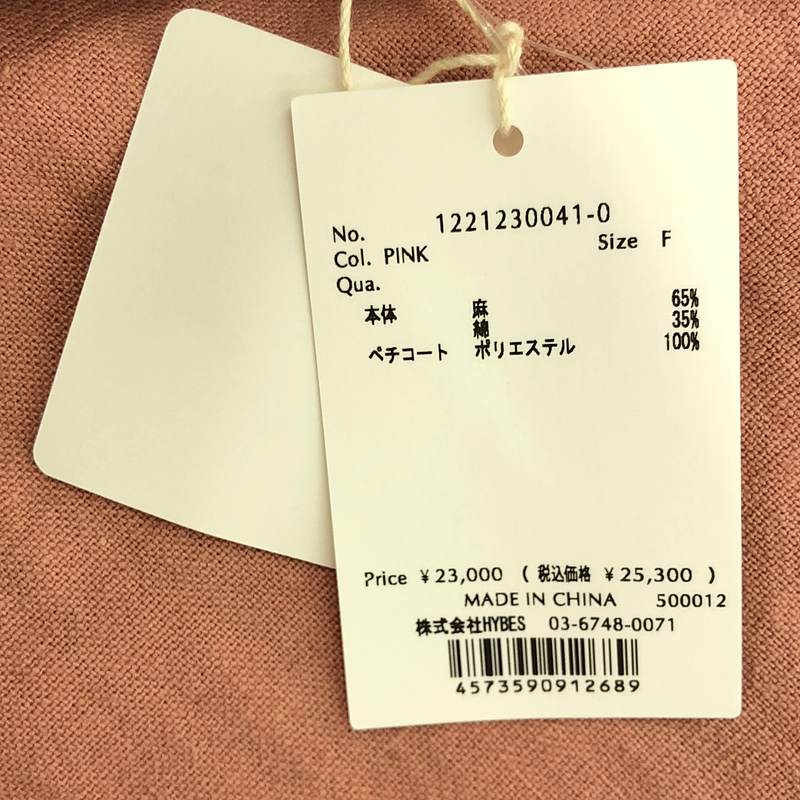 No. 1221230041-0
Col. PINK Size F
Qua.
本体 麻 65%
綿 35%
ペチコート ポリエステル 100%
Price ¥23,000 ( 税込価格 ¥25,300 )
MADE IN CHINA 500012
株式会社HYBES 03-6748-0071
4573590912689